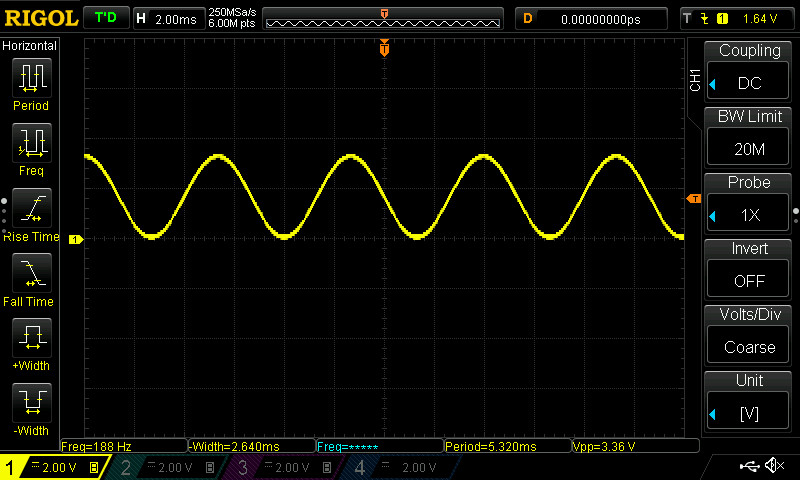 RIGOL T'D H 2.00ms 250MSa/s 6.00M pts T D 0.00000000ps T 1 1.64 V
Horizontal
Period
Freq
Rise Time
Fall Time
+Width
-Width
T
T
1
CH1
Coupling
DC
BW Limit
20M
Probe
1X
Invert
OFF
Volts/Div
Coarse
Unit
[V]
Freq=188 Hz -Width=2.640ms Freq=***** Period=5.320ms Vpp=3.36 V
1 2.00 V B 2 2.00 V B 3 2.00 V B 4 2.00 V